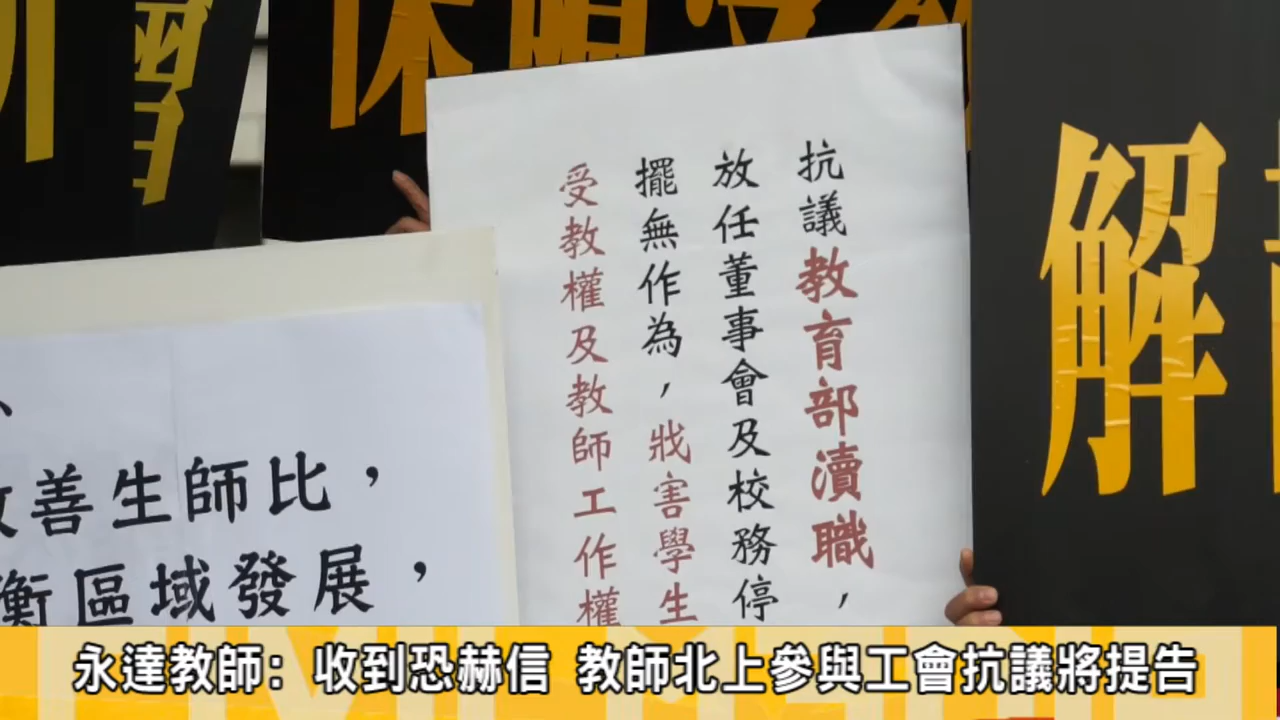 抗議教育部瀆職，
放任董事會及校務停
擺無作為，戕害學生
受教權及教師工作權
善生師比，
衡區域發展，
解
永達教師：收到恐赫信 教師北上參與工會抗議將提告